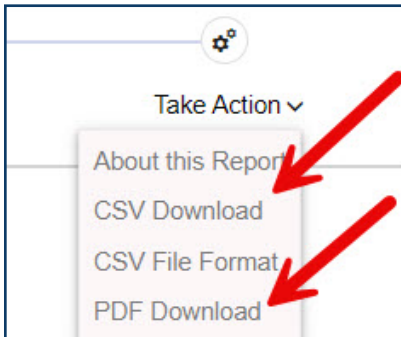 Take Action
About this Report
CSV Download
CSV File Format
PDF Download